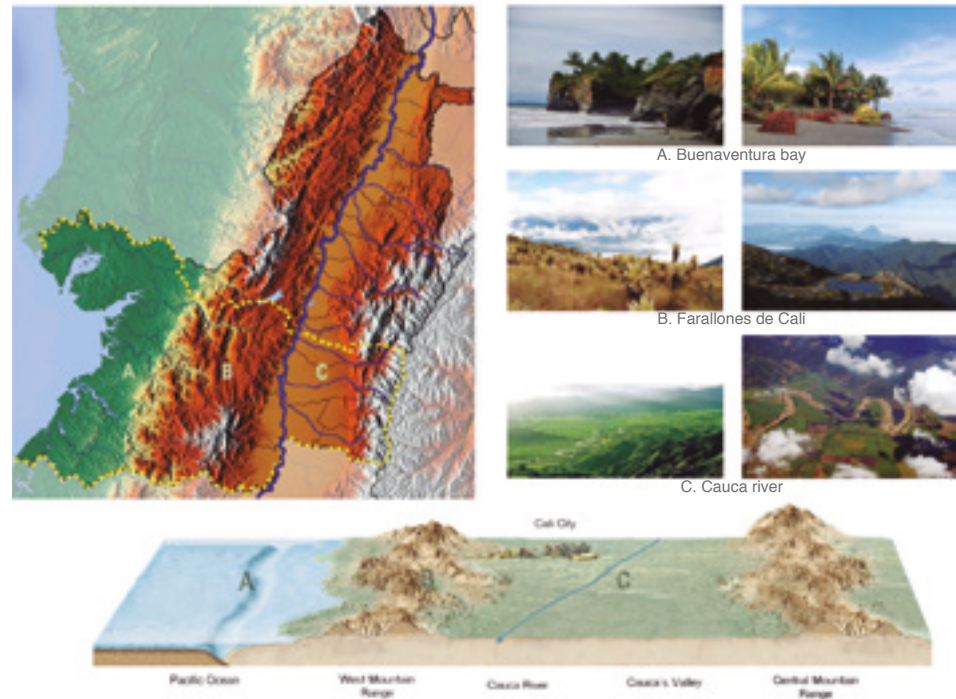 A
B
C
A. Buenaventura bay
B. Farallones de Cali
C. Cauca river
Cali City
A
B
C
Pacific Ocean
West Mountain
Range
Cauca River
Cauca's Valley
Central Mountain
Range